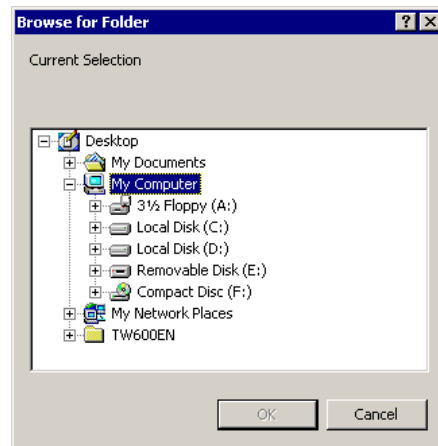 Browse for Folder
Current Selection
Desktop
My Documents
My Computer
3½ Floppy (A:)
Local Disk (C:)
Local Disk (D:)
Removable Disk (E:)
Compact Disc (F:)
My Network Places
TW600EN
OK
Cancel